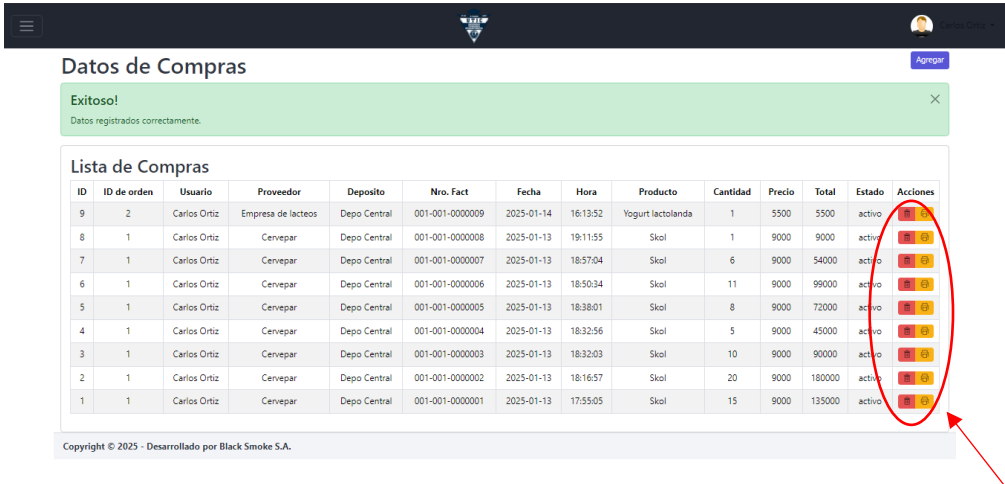 Carlos Ortiz
Datos de Compras
Agregar
Exitoso!
Datos registrados correctamente.
Lista de Compras
ID ID de orden Usuario Proveedor Deposito Nro. Fact Fecha Hora Producto Cantidad Precio Total Estado Acciones
9 2 Carlos Ortiz Empresa de lacteos Depo Central 001-001-0000009 2025-01-14 16:13:52 Yogurt lactolanda 1 5500 5500 activo
8 1 Carlos Ortiz Cervepar Depo Central 001-001-0000008 2025-01-13 19:11:55 Skol 1 9000 9000 activo
7 1 Carlos Ortiz Cervepar Depo Central 001-001-0000007 2025-01-13 18:57:04 Skol 6 9000 54000 activo
6 1 Carlos Ortiz Cervepar Depo Central 001-001-0000006 2025-01-13 18:50:34 Skol 11 9000 99000 activo
5 1 Carlos Ortiz Cervepar Depo Central 001-001-0000005 2025-01-13 18:38:01 Skol 8 9000 72000 activo
4 1 Carlos Ortiz Cervepar Depo Central 001-001-0000004 2025-01-13 18:32:56 Skol 5 9000 45000 activo
3 1 Carlos Ortiz Cervepar Depo Central 001-001-0000003 2025-01-13 18:32:03 Skol 10 9000 90000 activo
2 1 Carlos Ortiz Cervepar Depo Central 001-001-0000002 2025-01-13 18:16:57 Skol 20 9000 180000 activo
1 1 Carlos Ortiz Cervepar Depo Central 001-001-0000001 2025-01-13 17:55:05 Skol 15 9000 135000 activo
Copyright © 2025 - Desarrollado por Black Smoke S.A.